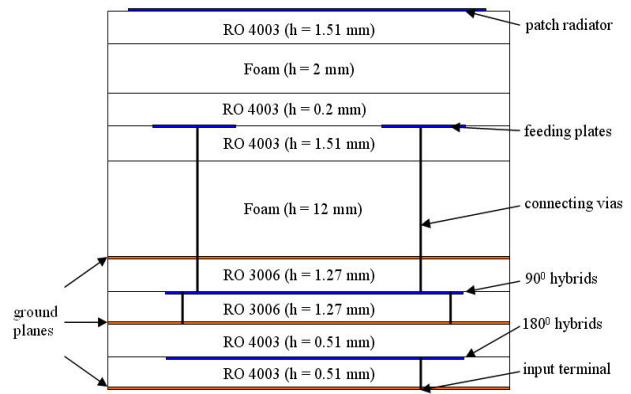 patch radiator
RO 4003 (h = 1.51 mm)
Foam (h = 2 mm)
RO 4003 (h = 0.2 mm)
feeding plates
RO 4003 (h = 1.51 mm)
Foam (h = 12 mm)
connecting vias
RO 3006 (h = 1.27 mm)
90⁰ hybrids
ground
planes
RO 3006 (h = 1.27 mm)
180⁰ hybrids
RO 4003 (h = 0.51 mm)
input terminal
RO 4003 (h = 0.51 mm)